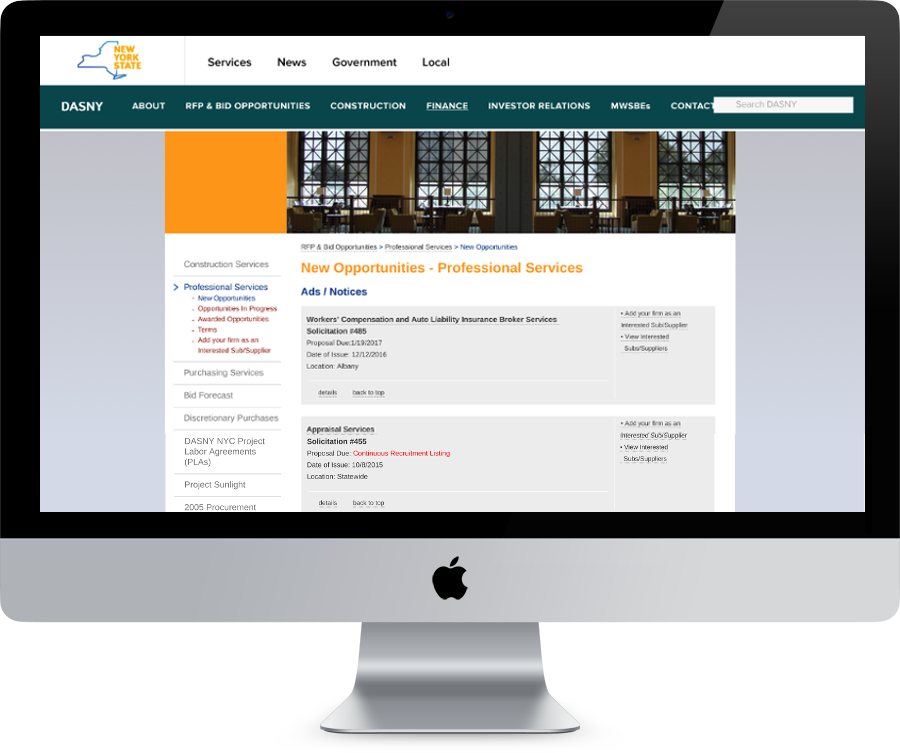 NEW
YORK
STATE
Services News Government Local
DASNY ABOUT RFP & BID OPPORTUNITIES CONSTRUCTION FINANCE INVESTOR RELATIONS MWSBEs CONTACT Search DASNY
RFP & Bid Opportunities > Professional Services > New Opportunities
New Opportunities - Professional Services
Ads / Notices
Construction Services
> Professional Services
- New Opportunities
- Opportunities In Progress
- Awarded Opportunities
- Terms
- Add your firm as an
Interested Sub/Supplier
Purchasing Services
Bid Forecast
Discretionary Purchases
DASNY NYC Project
Labor Agreements
(PLAs)
Project Sunlight
2005 Procurement
Workers' Compensation and Auto Liability Insurance Broker Services
Solicitation #485
Proposal Due:1/19/2017
Date of Issue: 12/12/2016
Location: Albany
details back to top
• Add your firm as an
Interested Sub/Supplier
• View Interested
Subs/Suppliers
Appraisal Services
Solicitation #455
Proposal Due: Continuous Recruitment Listing
Date of Issue: 10/8/2015
Location: Statewide
details back to top
• Add your firm as an
Interested Sub/Supplier
• View Interested
Subs/Suppliers